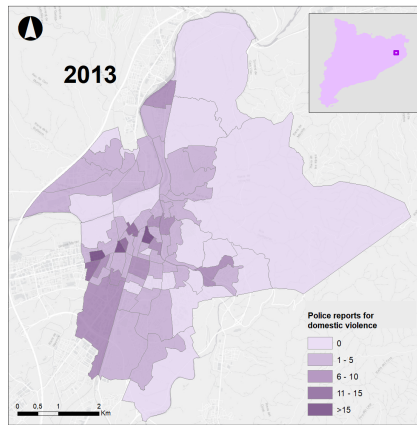 2013
Police reports for
domestic violence
0
1 - 5
6 - 10
11 - 15
>15
0 0,5 1 2
Km